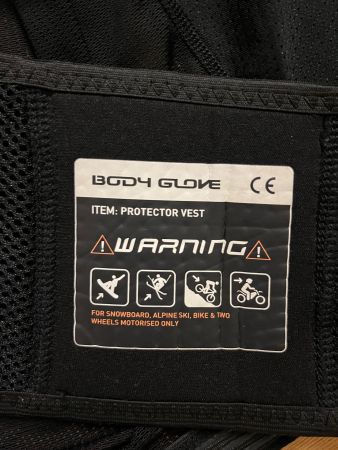 BODY GLOVE CE
ITEM: PROTECTOR VEST
WARNING
FOR SNOWBOARD, ALPINE SKI, BIKE & TWO
WHEELS MOTORISED ONLY